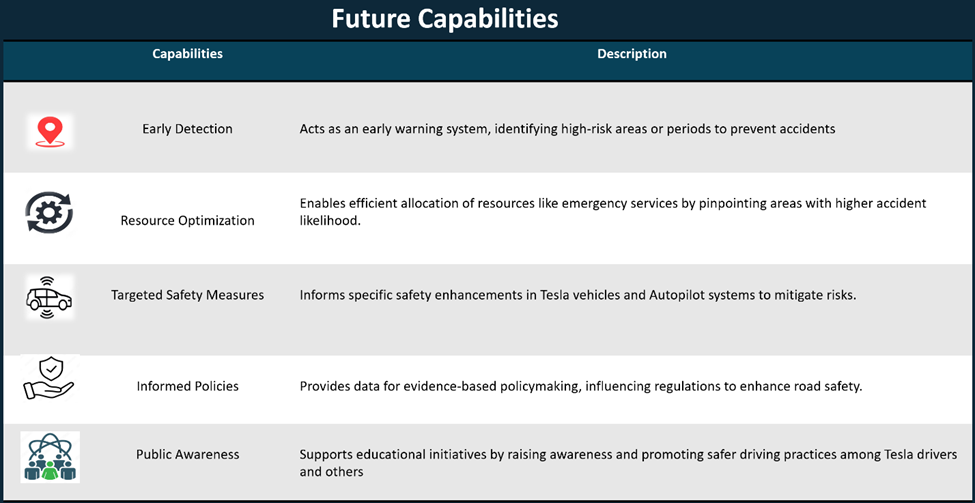 Future Capabilities
Capabilities Description
Early Detection Acts as an early warning system, identifying high-risk areas or periods to prevent accidents
Resource Optimization Enables efficient allocation of resources like emergency services by pinpointing areas with higher accident
likelihood.
Targeted Safety Measures Informs specific safety enhancements in Tesla vehicles and Autopilot systems to mitigate risks.
Informed Policies Provides data for evidence-based policymaking, influencing regulations to enhance road safety.
Public Awareness Supports educational initiatives by raising awareness and promoting safer driving practices among Tesla drivers
and others